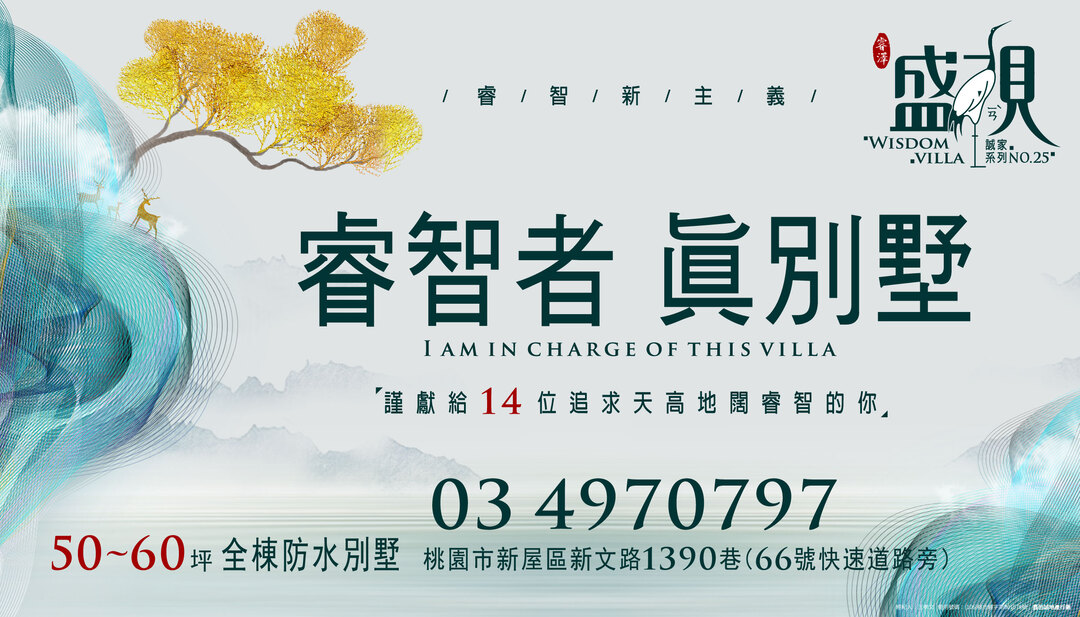 / 睿 / 智 / 新 / 主 / 義 /
睿澤
盛硯
ㄧㄢˋ
WISDOM VILLA
誠家系列NO.25
睿智者 真別墅
I AM IN CHARGE OF THIS VILLA
「謹獻給14位追求天高地闊睿智的你」
03 4970797
50~60坪 全棟防水別墅
桃園市新屋區新文路1390巷(66號快速道路旁)